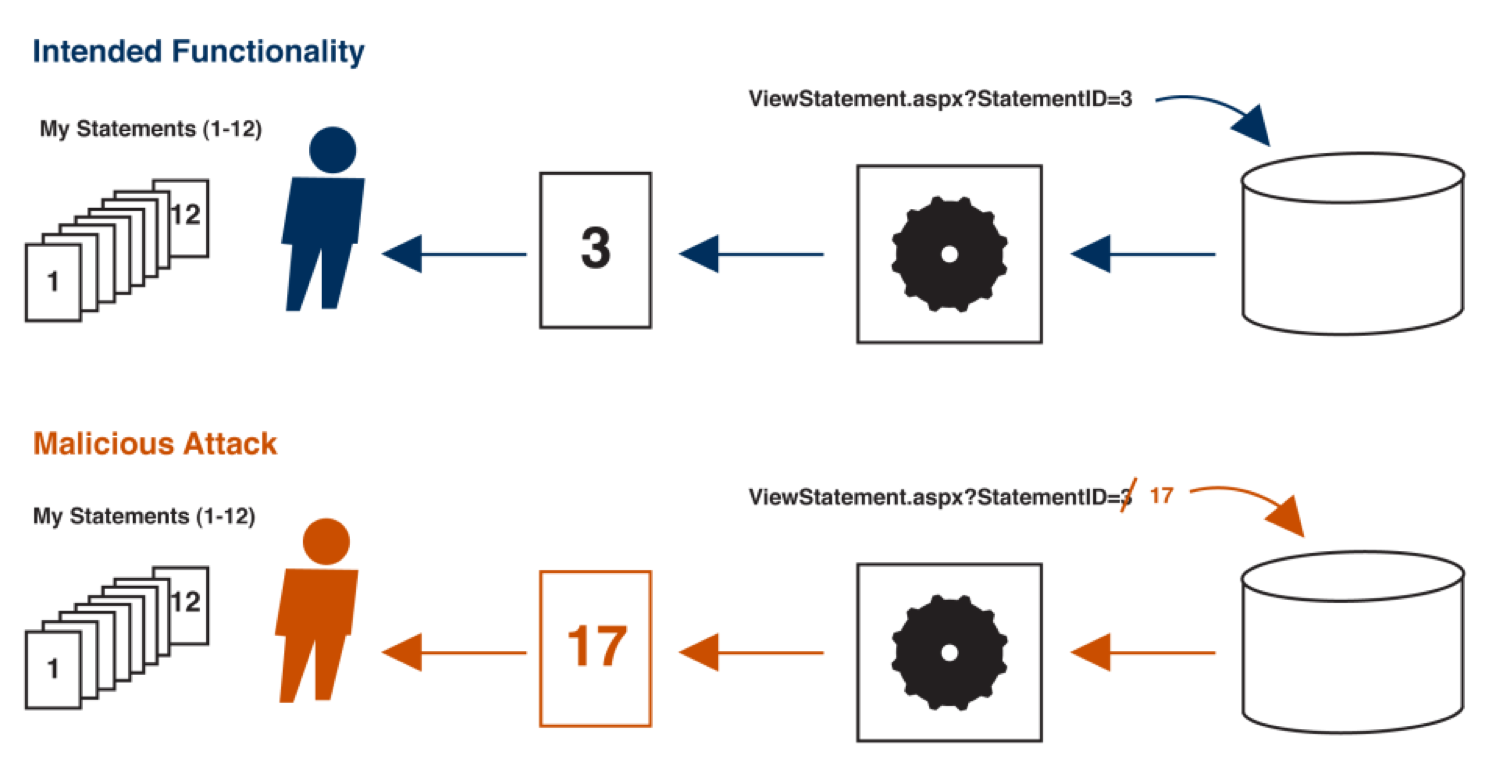 Intended Functionality
ViewStatement.aspx?StatementID=3
My Statements (1-12)
12
1
3
Malicious Attack
ViewStatement.aspx?StatementID=3 17
My Statements (1-12)
12
1
17